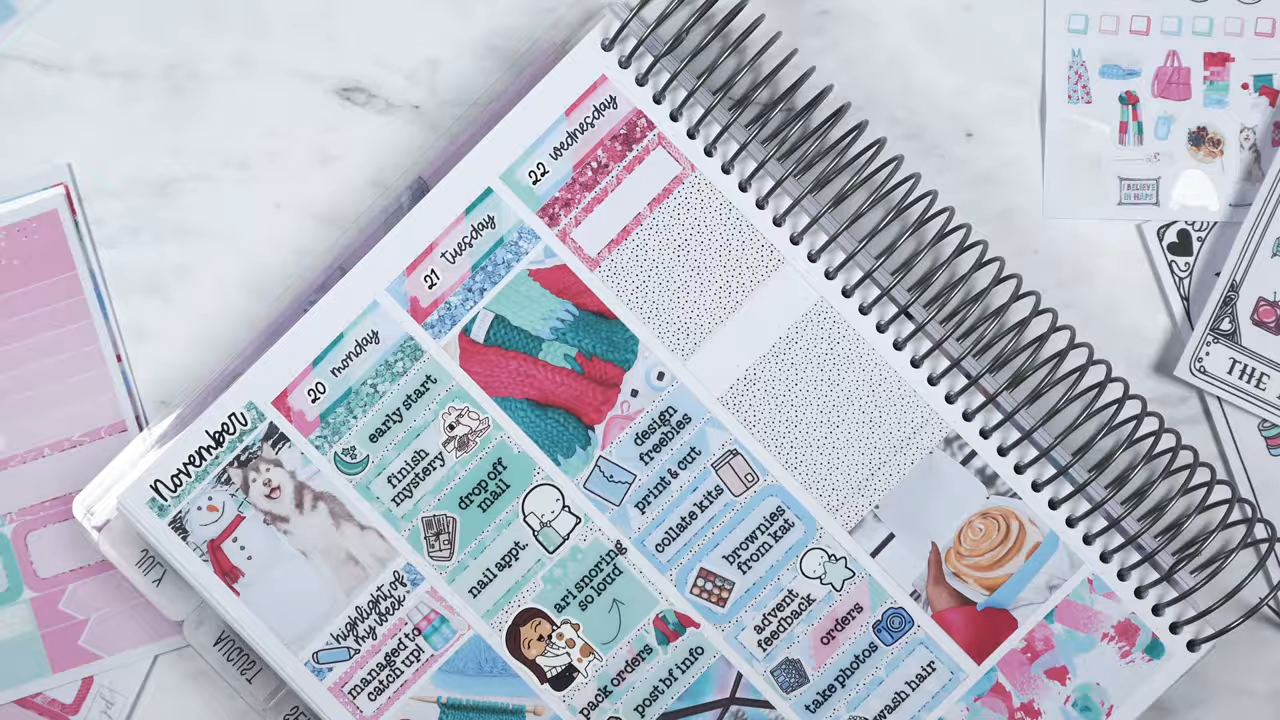 November
highlight of
my week
managed to
catch up!
20 monday
early start
finish
mystery
drop off
mail
nail appt.
ari snoring
so loud
pack orders
post bf info
21 tuesday
design
freebies
print & cut
collate kits
brownies
from kat
advent
feedback
orders
take photos
wash hair
22 wednesday
I BELIEVE
IN NAPS
THE
JULY
AUGUST